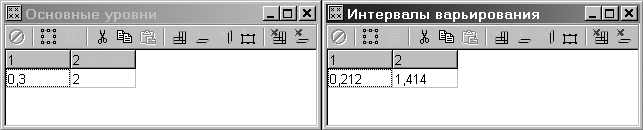 Основные уровни
1 2
0,3 2
Интервалы варьирования
1 2
0,212 1,414